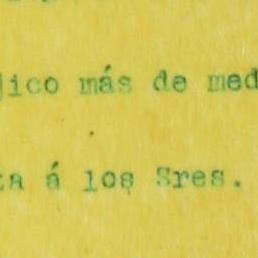 jico más de med
ta á los Sres.